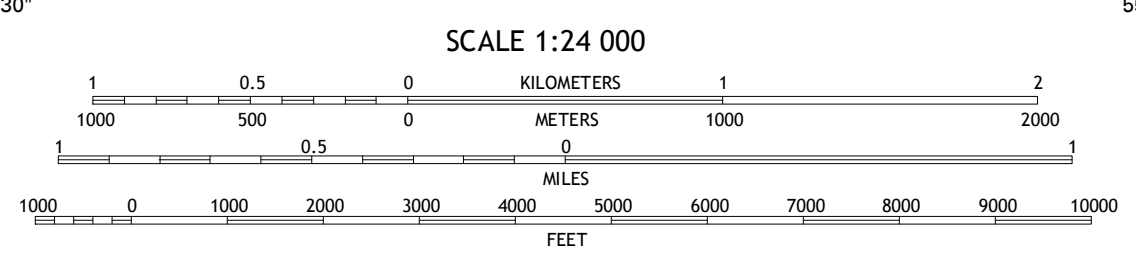 30" 55
SCALE 1:24 000
1 0.5 0 KILOMETERS 1 2
1000 500 0 METERS 1000 2000
1 0.5 0 1
MILES
1000 0 1000 2000 3000 4000 5000 6000 7000 8000 9000 10000
FEET